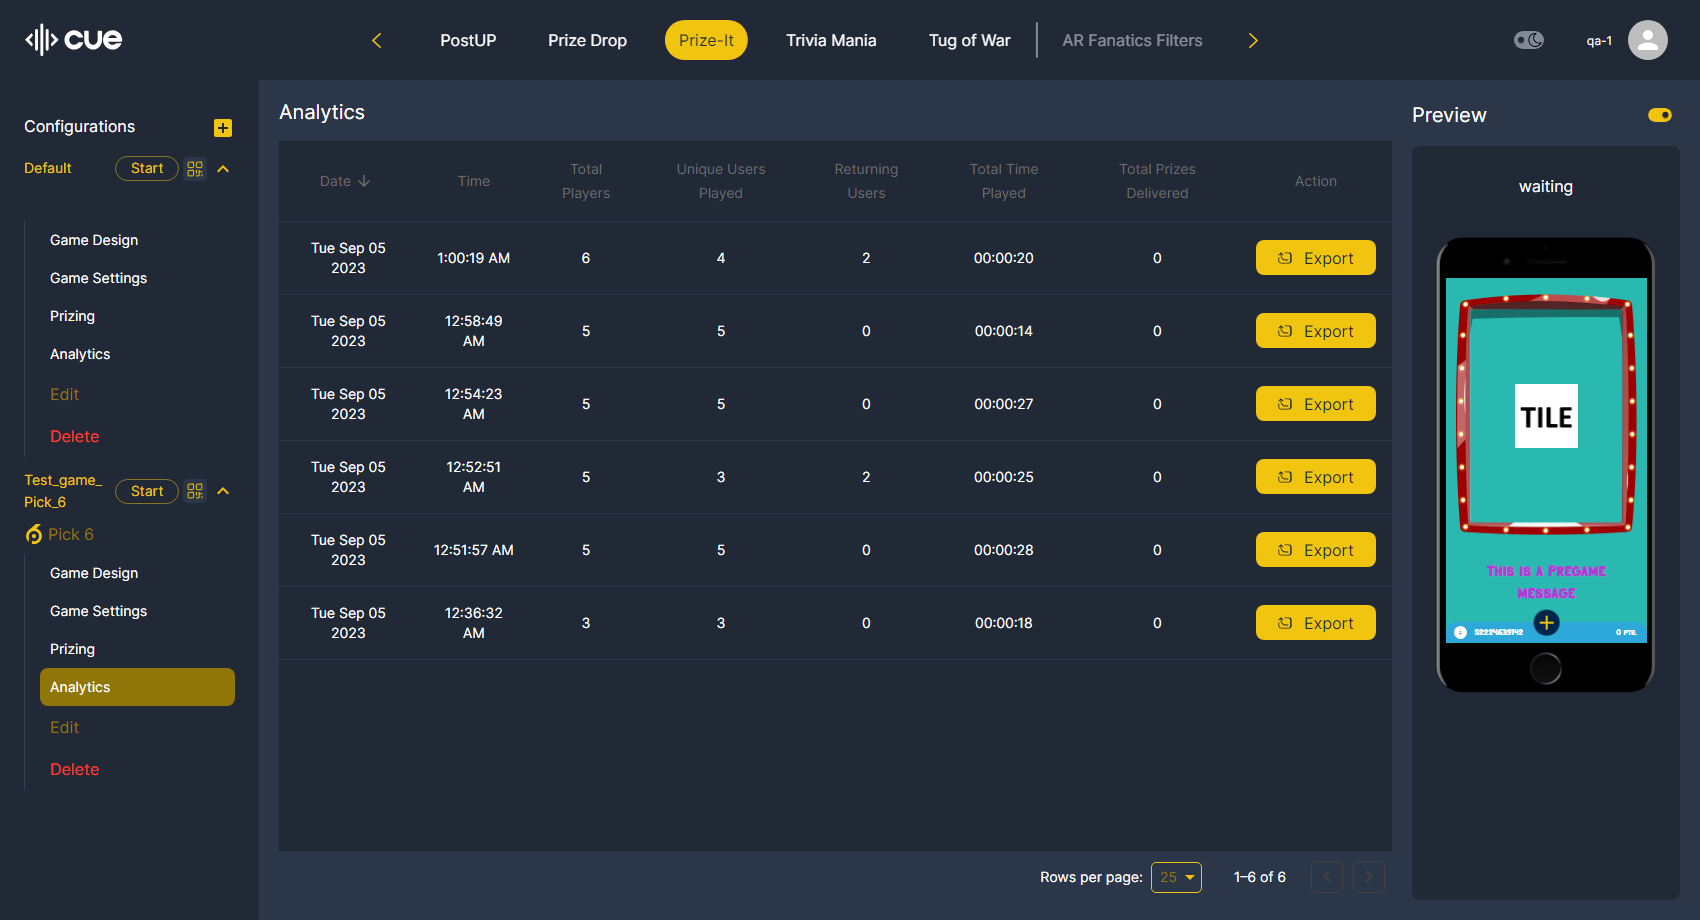 cue
PostUP
Prize Drop
Prize-It
Trivia Mania
Tug of War
AR Fanatics Filters
qa-1
Configurations
Default
Start
Game Design
Game Settings
Prizing
Analytics
Edit
Delete
Test_game_
Pick_6
Start
Pick 6
Game Design
Game Settings
Prizing
Analytics
Edit
Delete
Analytics
Date
Time
Total
Players
Unique Users
Played
Returning
Users
Total Time
Played
Total Prizes
Delivered
Action
Tue Sep 05
2023
1:00:19 AM
6
4
2
00:00:20
0
Export
Tue Sep 05
2023
12:58:49
AM
5
5
0
00:00:14
0
Export
Tue Sep 05
2023
12:54:23
AM
5
5
0
00:00:27
0
Export
Tue Sep 05
2023
12:52:51
AM
5
3
2
00:00:25
0
Export
Tue Sep 05
2023
12:51:57 AM
5
5
0
00:00:28
0
Export
Tue Sep 05
2023
12:36:32
AM
3
3
0
00:00:18
0
Export
Rows per page:
25
1–6 of 6
Preview
waiting
TILE
THIS IS A PREGAME
MESSAGE
0 PTS.